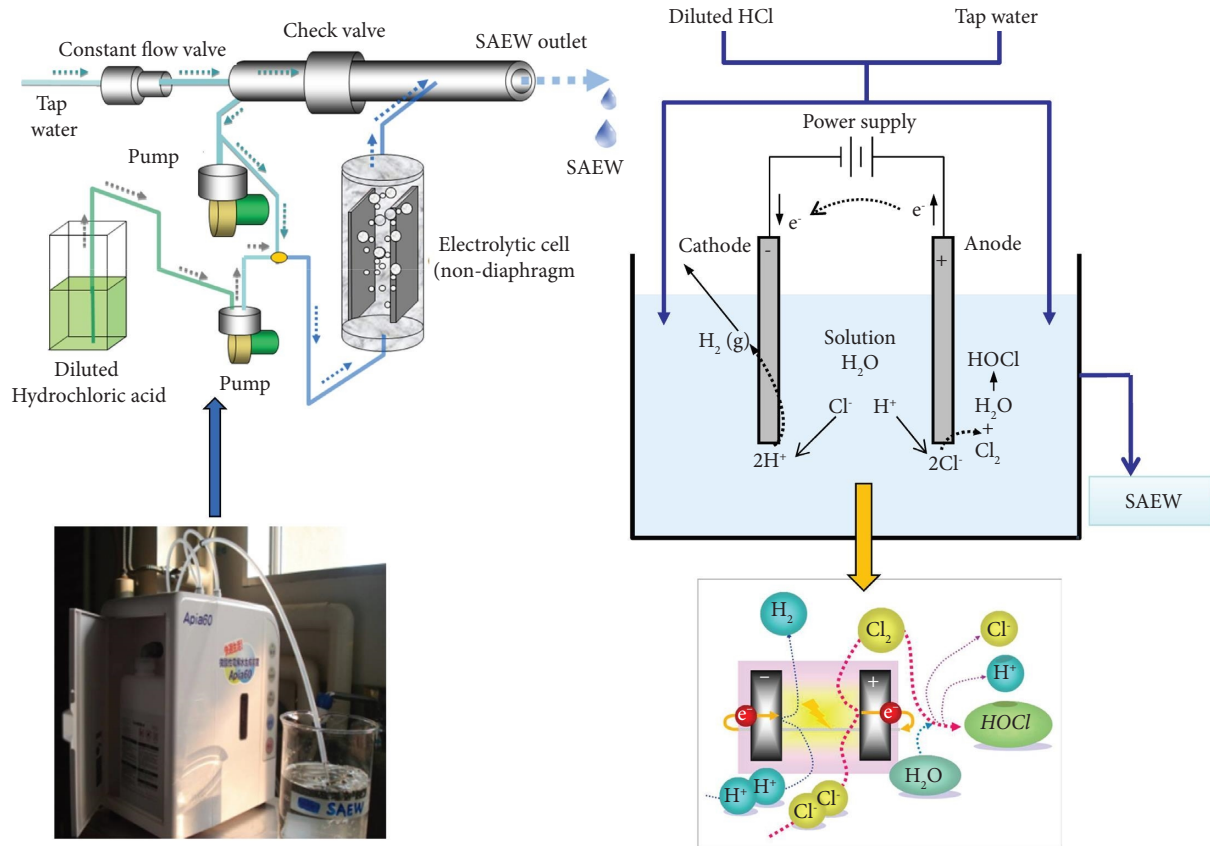 Constant flow valve
Check valve
SAEW outlet
Tap
water
Pump
SAEW
Electrolytic cell
(non-diaphragm
Diluted
Hydrochloric acid
Pump
Apia60
Apia60
SAEW
Diluted HCl
Tap water
Power supply
e-
e-
Cathode
Anode
-
+
H2 (g)
Solution
H2O
HOCl
H2O
+
Cl2
Cl-
H+
2H+
2Cl-
SAEW
H2
Cl2
Cl-
H+
HOCl
−
+
e-
e-
H2O
H+
H+
Cl-
Cl-